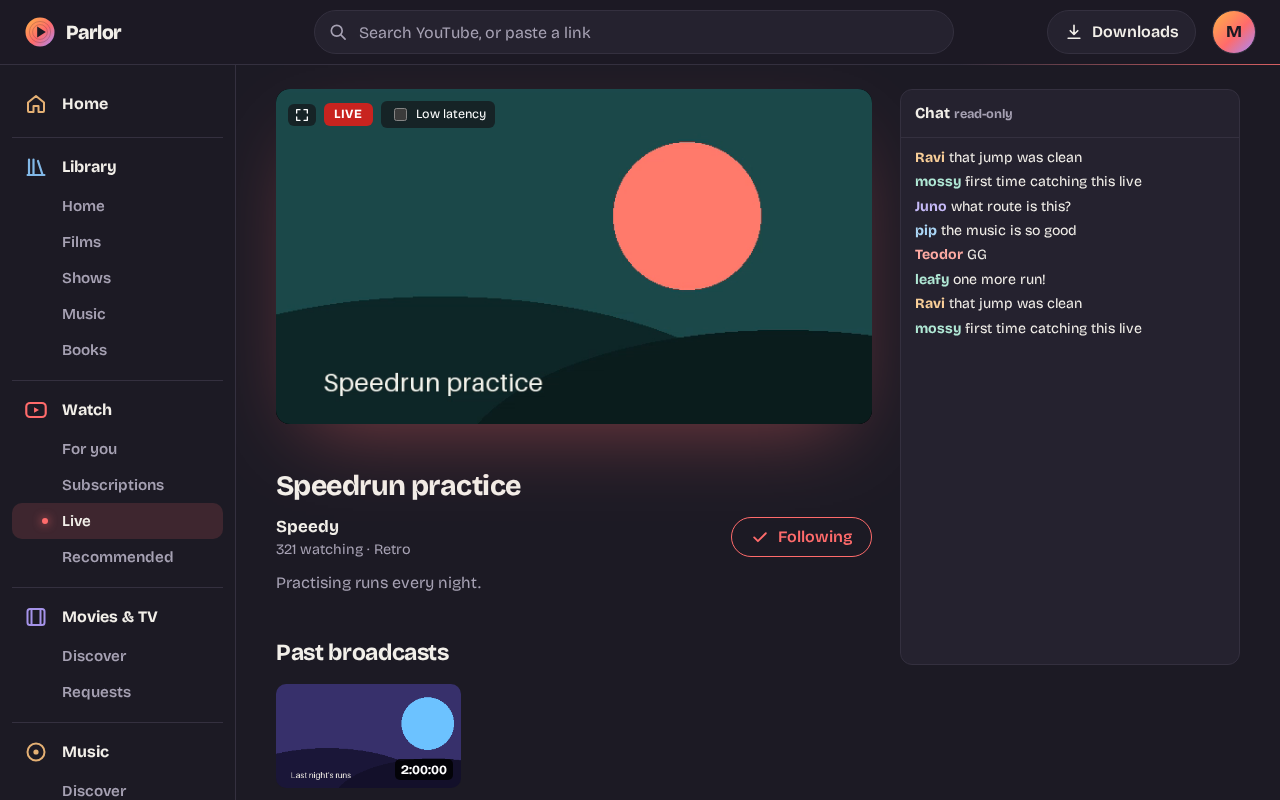 Parlor
Search YouTube, or paste a link
Downloads
M
Home
Library
Home
Films
Shows
Music
Books
Watch
For you
Subscriptions
Live
Recommended
Movies & TV
Discover
Requests
Music
Discover
LIVE
Low latency
Speedrun practice
Speedrun practice
Speedy
321 watching · Retro
Following
Practising runs every night.
Past broadcasts
Last night's runs
2:00:00
Chat read-only
Ravi that jump was clean
mossy first time catching this live
Juno what route is this?
pip the music is so good
Teodor GG
leafy one more run!
Ravi that jump was clean
mossy first time catching this live